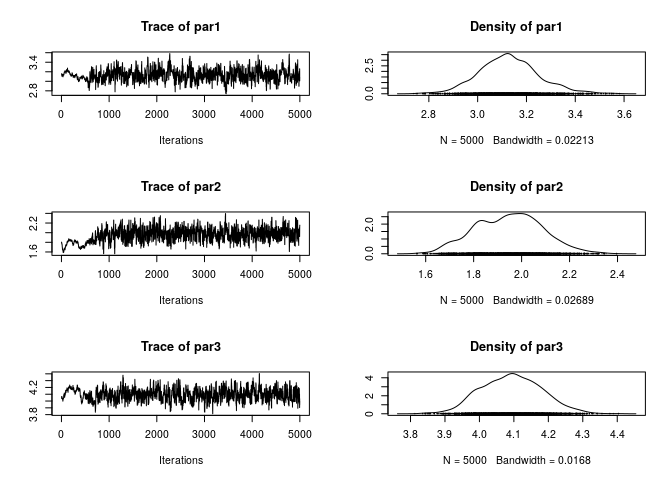 Trace of par1
2.8 3.4
0 1000 2000 3000 4000 5000
Iterations
Density of par1
0.0 2.5
2.8 3.0 3.2 3.4 3.6
N = 5000 Bandwidth = 0.02213
Trace of par2
1.6 2.2
0 1000 2000 3000 4000 5000
Iterations
Density of par2
0.0 2.0
1.6 1.8 2.0 2.2 2.4
N = 5000 Bandwidth = 0.02689
Trace of par3
3.8 4.2
0 1000 2000 3000 4000 5000
Iterations
Density of par3
0 2 4
3.8 3.9 4.0 4.1 4.2 4.3 4.4
N = 5000 Bandwidth = 0.0168